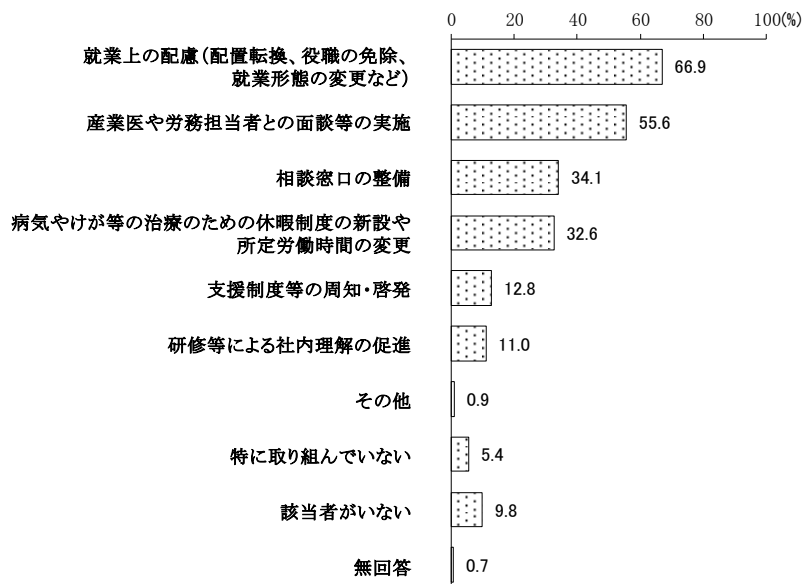 0 20 40 60 80 100(%)
就業上の配慮(配置転換、役職の免除、
就業形態の変更など)
66.9
産業医や労務担当者との面談等の実施
55.6
相談窓口の整備
34.1
病気やけが等の治療のための休暇制度の新設や
所定労働時間の変更
32.6
支援制度等の周知・啓発
12.8
研修等による社内理解の促進
11.0
その他
0.9
特に取り組んでいない
5.4
該当者がいない
9.8
無回答
0.7